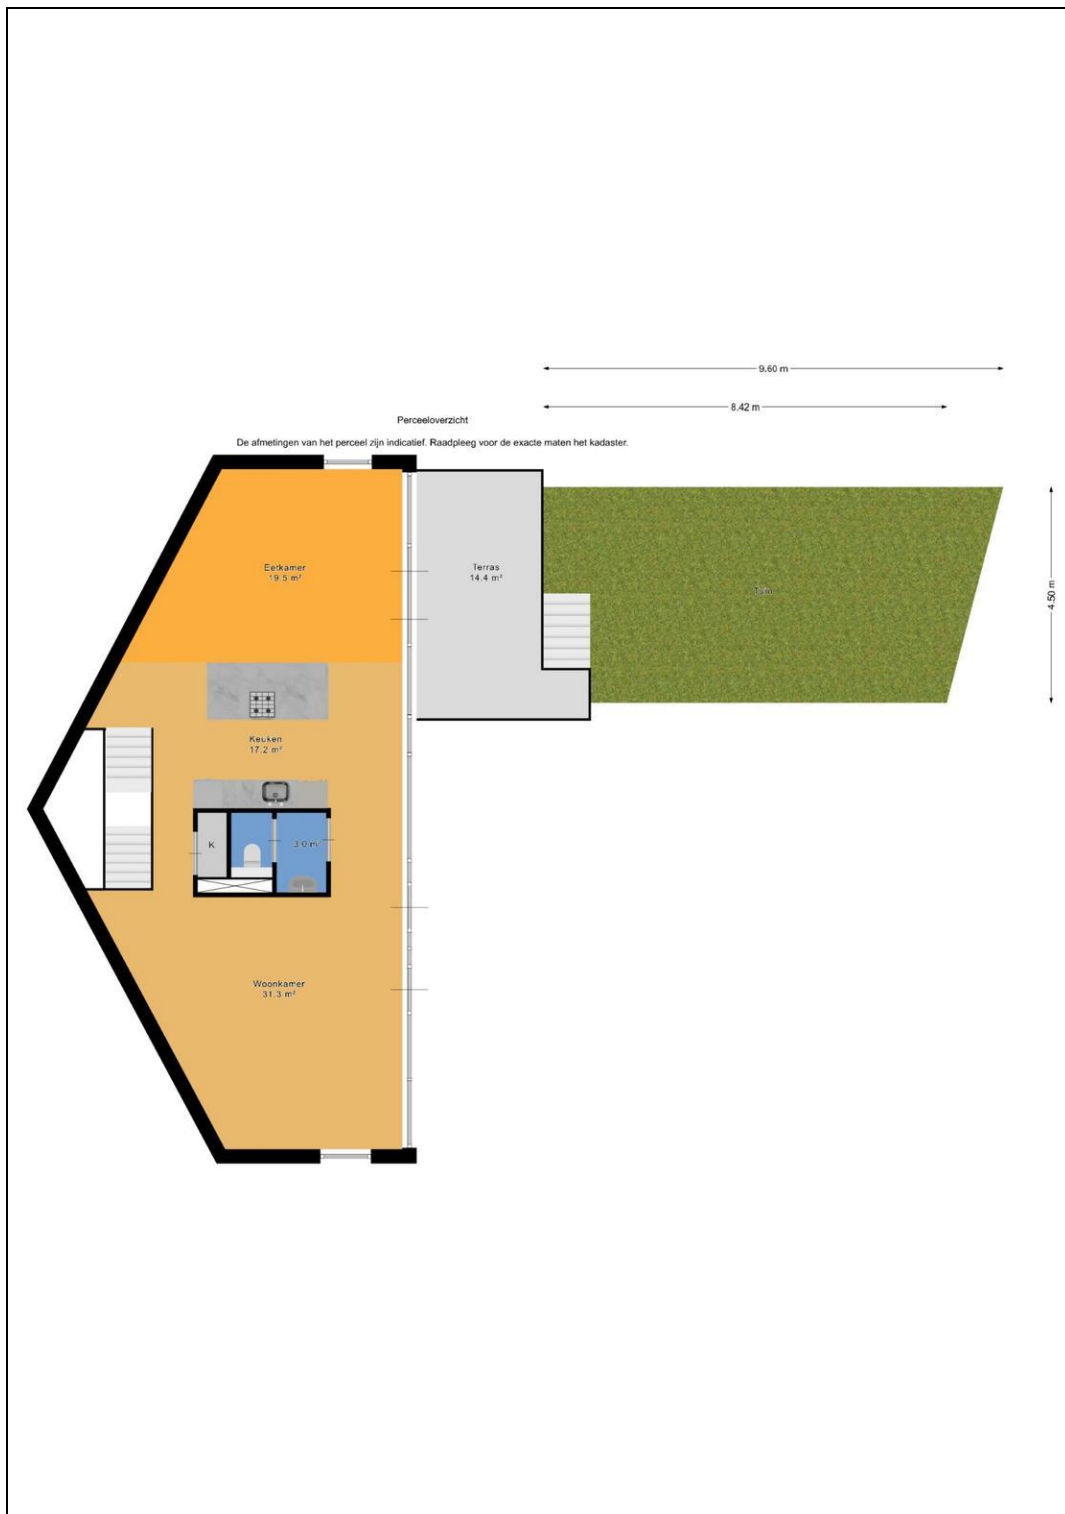 9.60 m
8.42 m
Perceeloverzicht
De afmetingen van het perceel zijn indicatief. Raadpleeg voor de exacte maten het kadaster.
Eetkamer
19.5 m²
Terras
14.4 m²
Tuin
4.50 m
Keuken
17.2 m²
K
3.0 m²
Woonkamer
31.3 m²